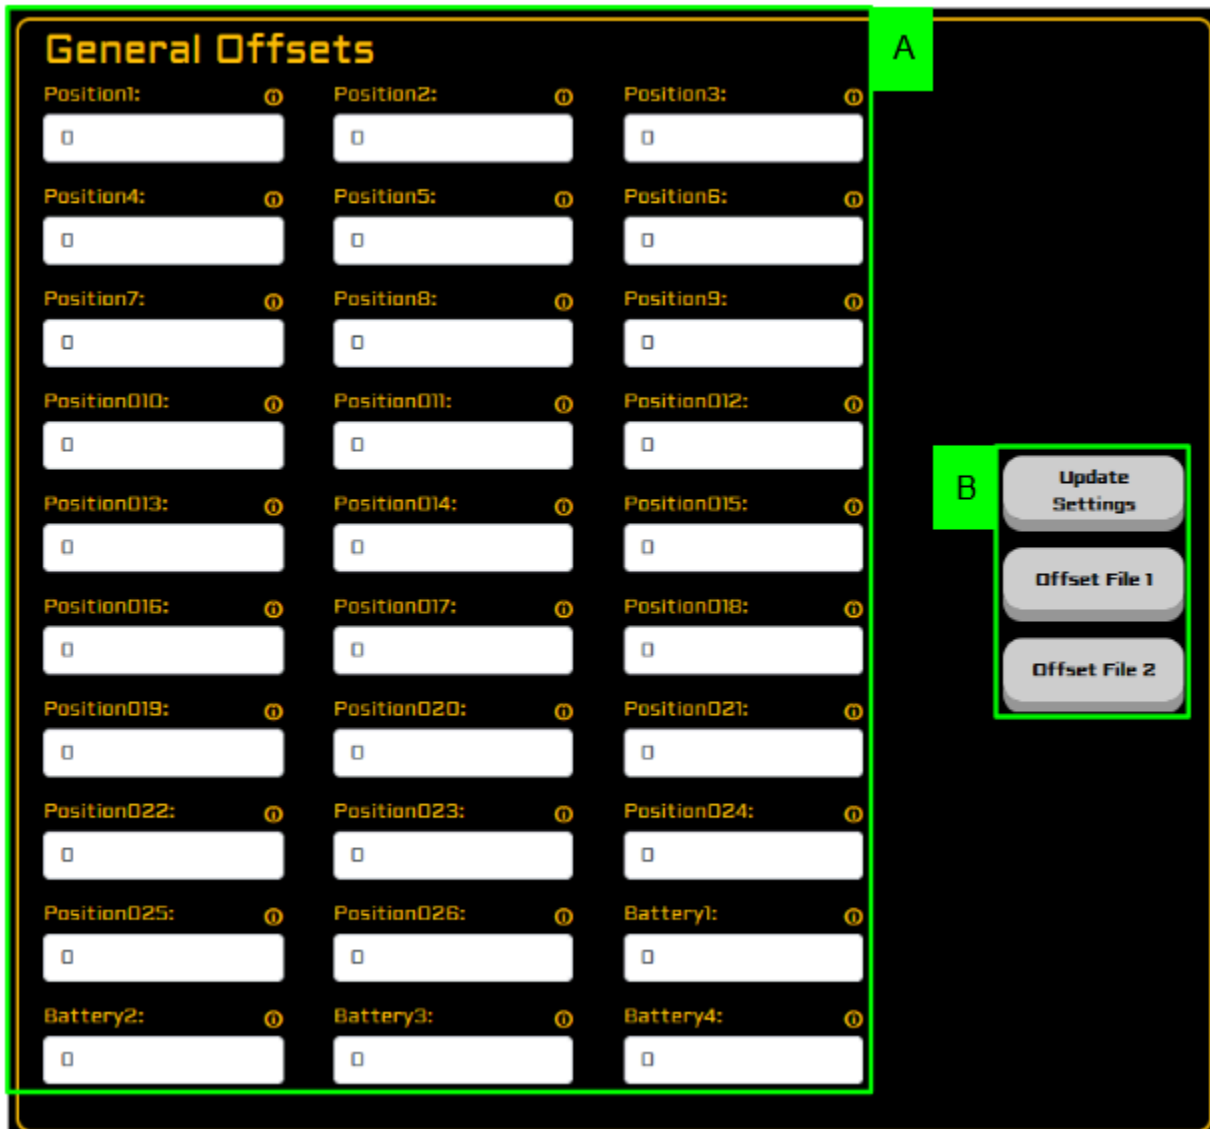 General Offsets
A
Position1: Position2: Position3:
0 0 0
Position4: Position5: Position6:
0 0 0
Position7: Position8: Position9:
0 0 0
Position010: Position011: Position012:
0 0 0
Position013: Position014: Position015:
0 0 0
Position016: Position017: Position018:
0 0 0
Position019: Position020: Position021:
0 0 0
Position022: Position023: Position024:
0 0 0
Position025: Position026: Battery1:
0 0 0
Battery2: Battery3: Battery4:
0 0 0
B
Update
Settings
Offset File 1
Offset File 2